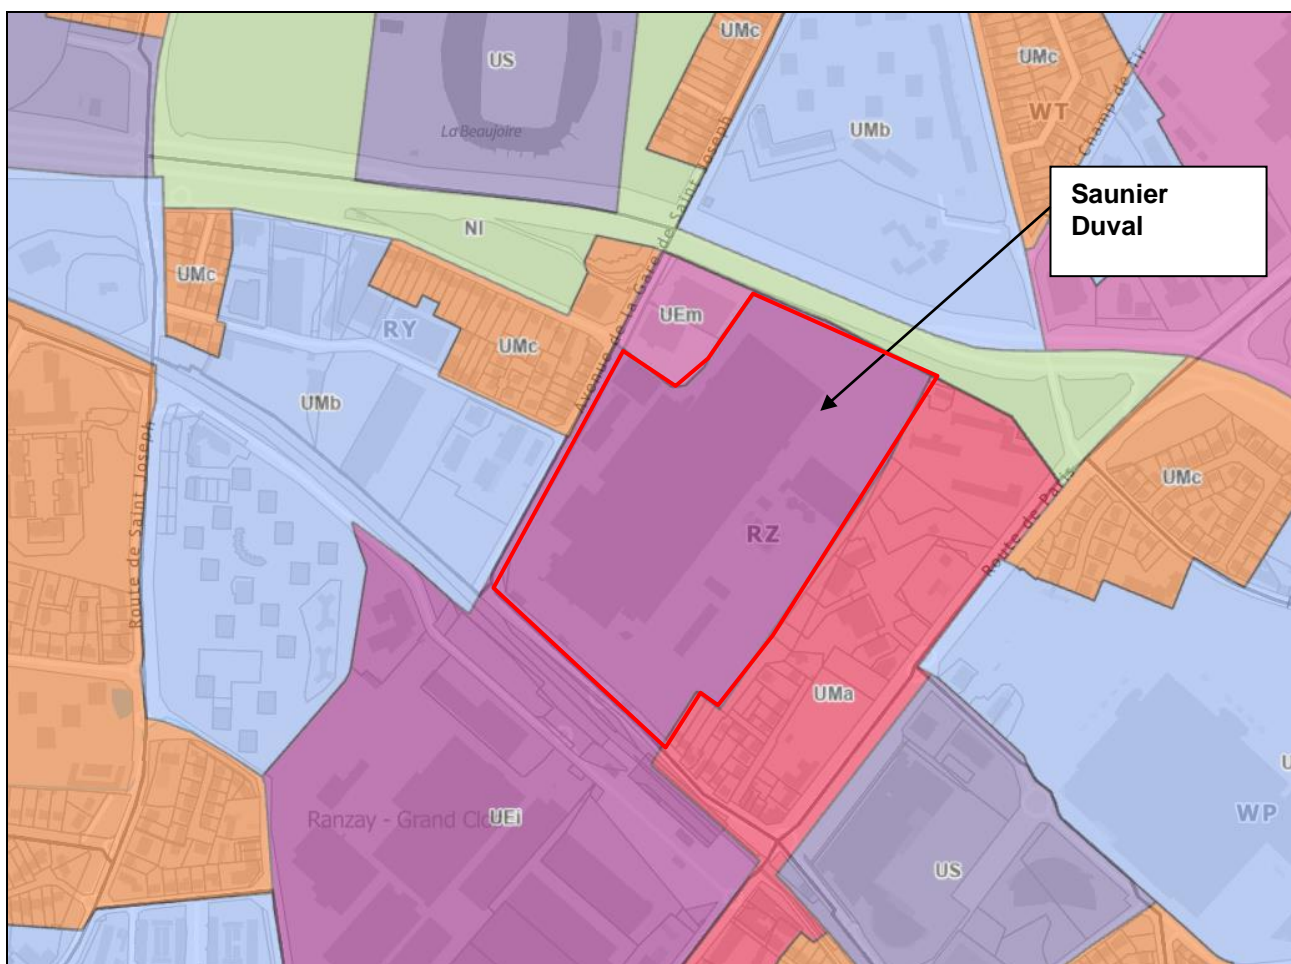 UMc
US
UMc
WT
La Beaujoire
UMb
Champ de Tir
Saunier
Duval
Avenue de la Gare de Saint Joseph
NI
UMc
UEm
RY
UMc
UMb
UMc
Route de Saint Joseph
RZ
Route de Paris
UMa
Ranzay - Grand Clo
UEi
U
WP
US